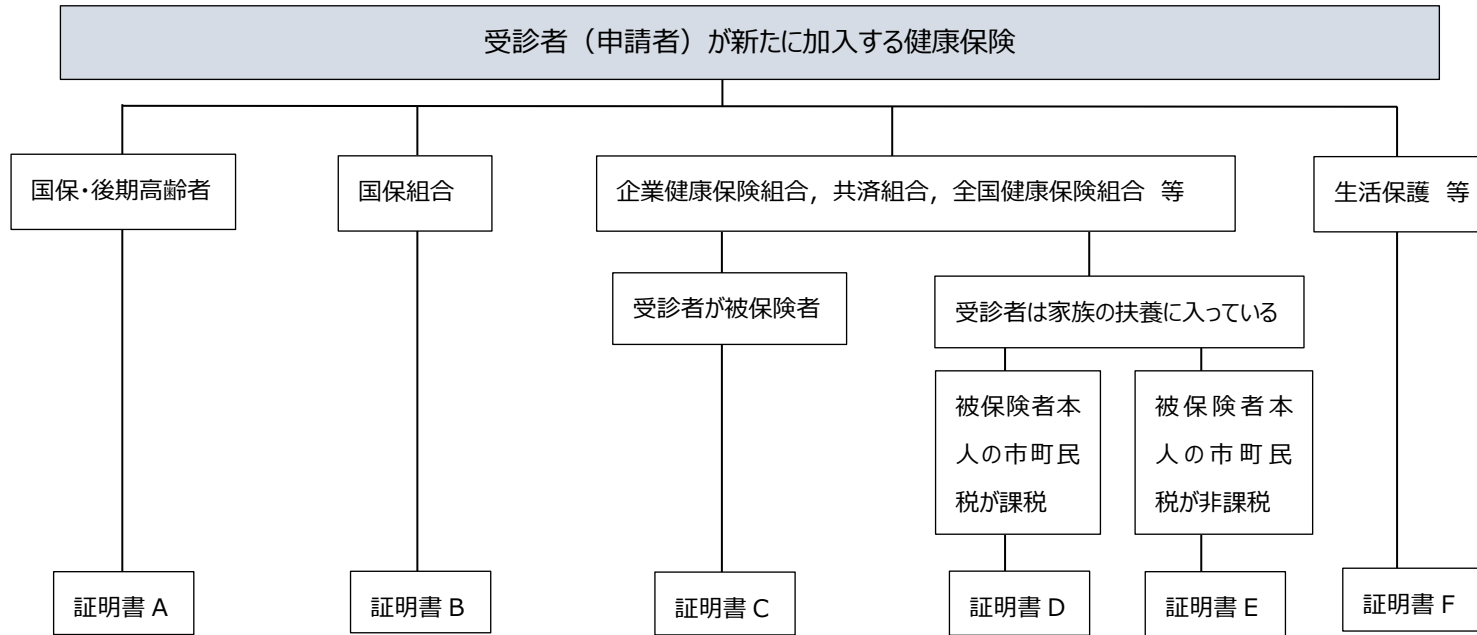 受診者（申請者）が新たに加入する健康保険
国保・後期高齢者
国保組合
企業健康保険組合，共済組合，全国健康保険組合 等
生活保護 等
受診者が被保険者
受診者は家族の扶養に入っている
被保険者本
人の市町民
税が課税
被保険者本
人の市町民
税が非課税
証明書 A
証明書 B
証明書 C
証明書 D
証明書 E
証明書 F